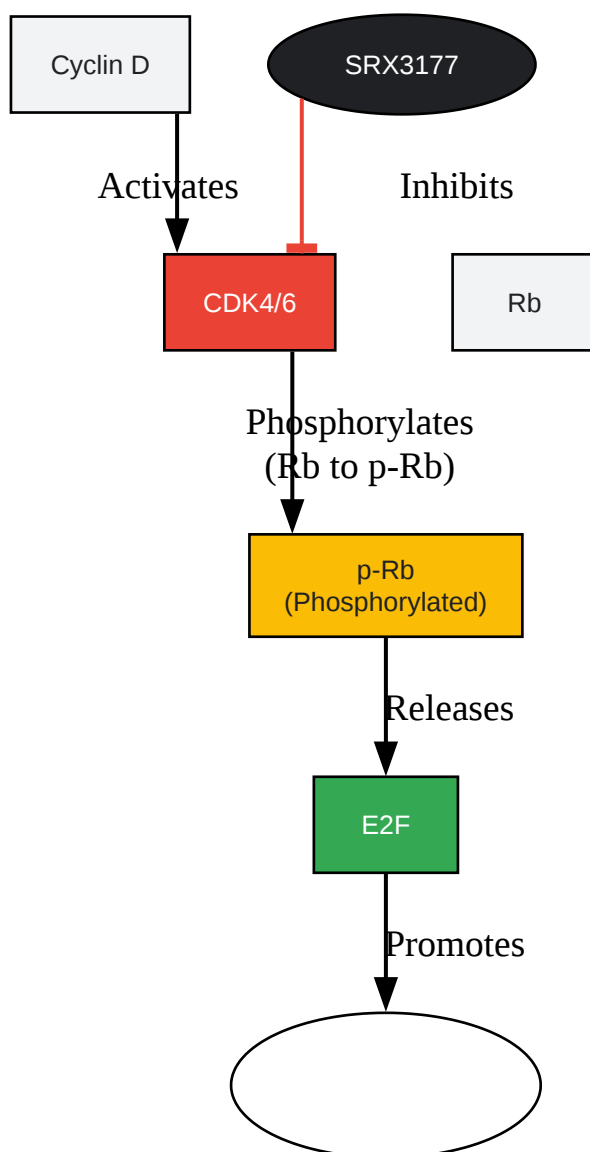 Cyclin D
SRX3177
Activates
Inhibits
CDK4/6
Rb
Phosphorylates
(Rb to p-Rb)
p-Rb
(Phosphorylated)
Releases
E2F
Promotes